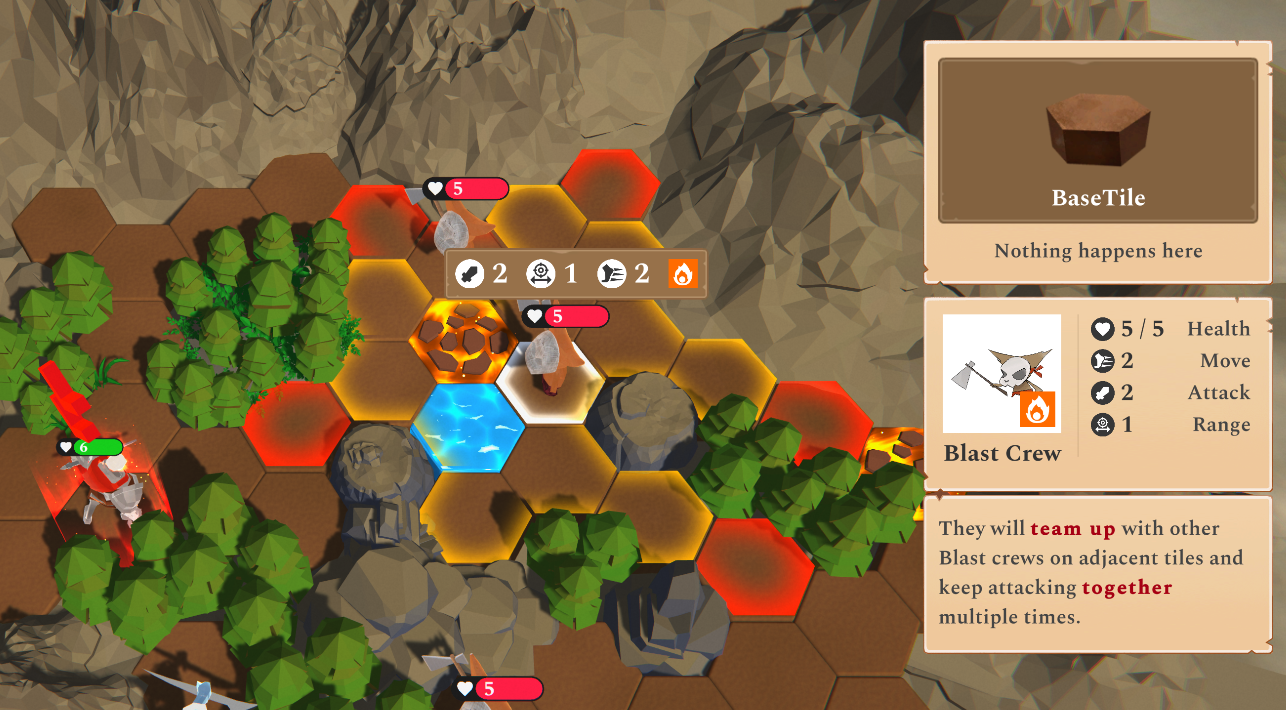 5
2 1 2
5
6
5
BaseTile
Nothing happens here
5 / 5 Health
2 Move
2 Attack
1 Range
Blast Crew
They will team up with other
Blast crews on adjacent tiles and
keep attacking together
multiple times.